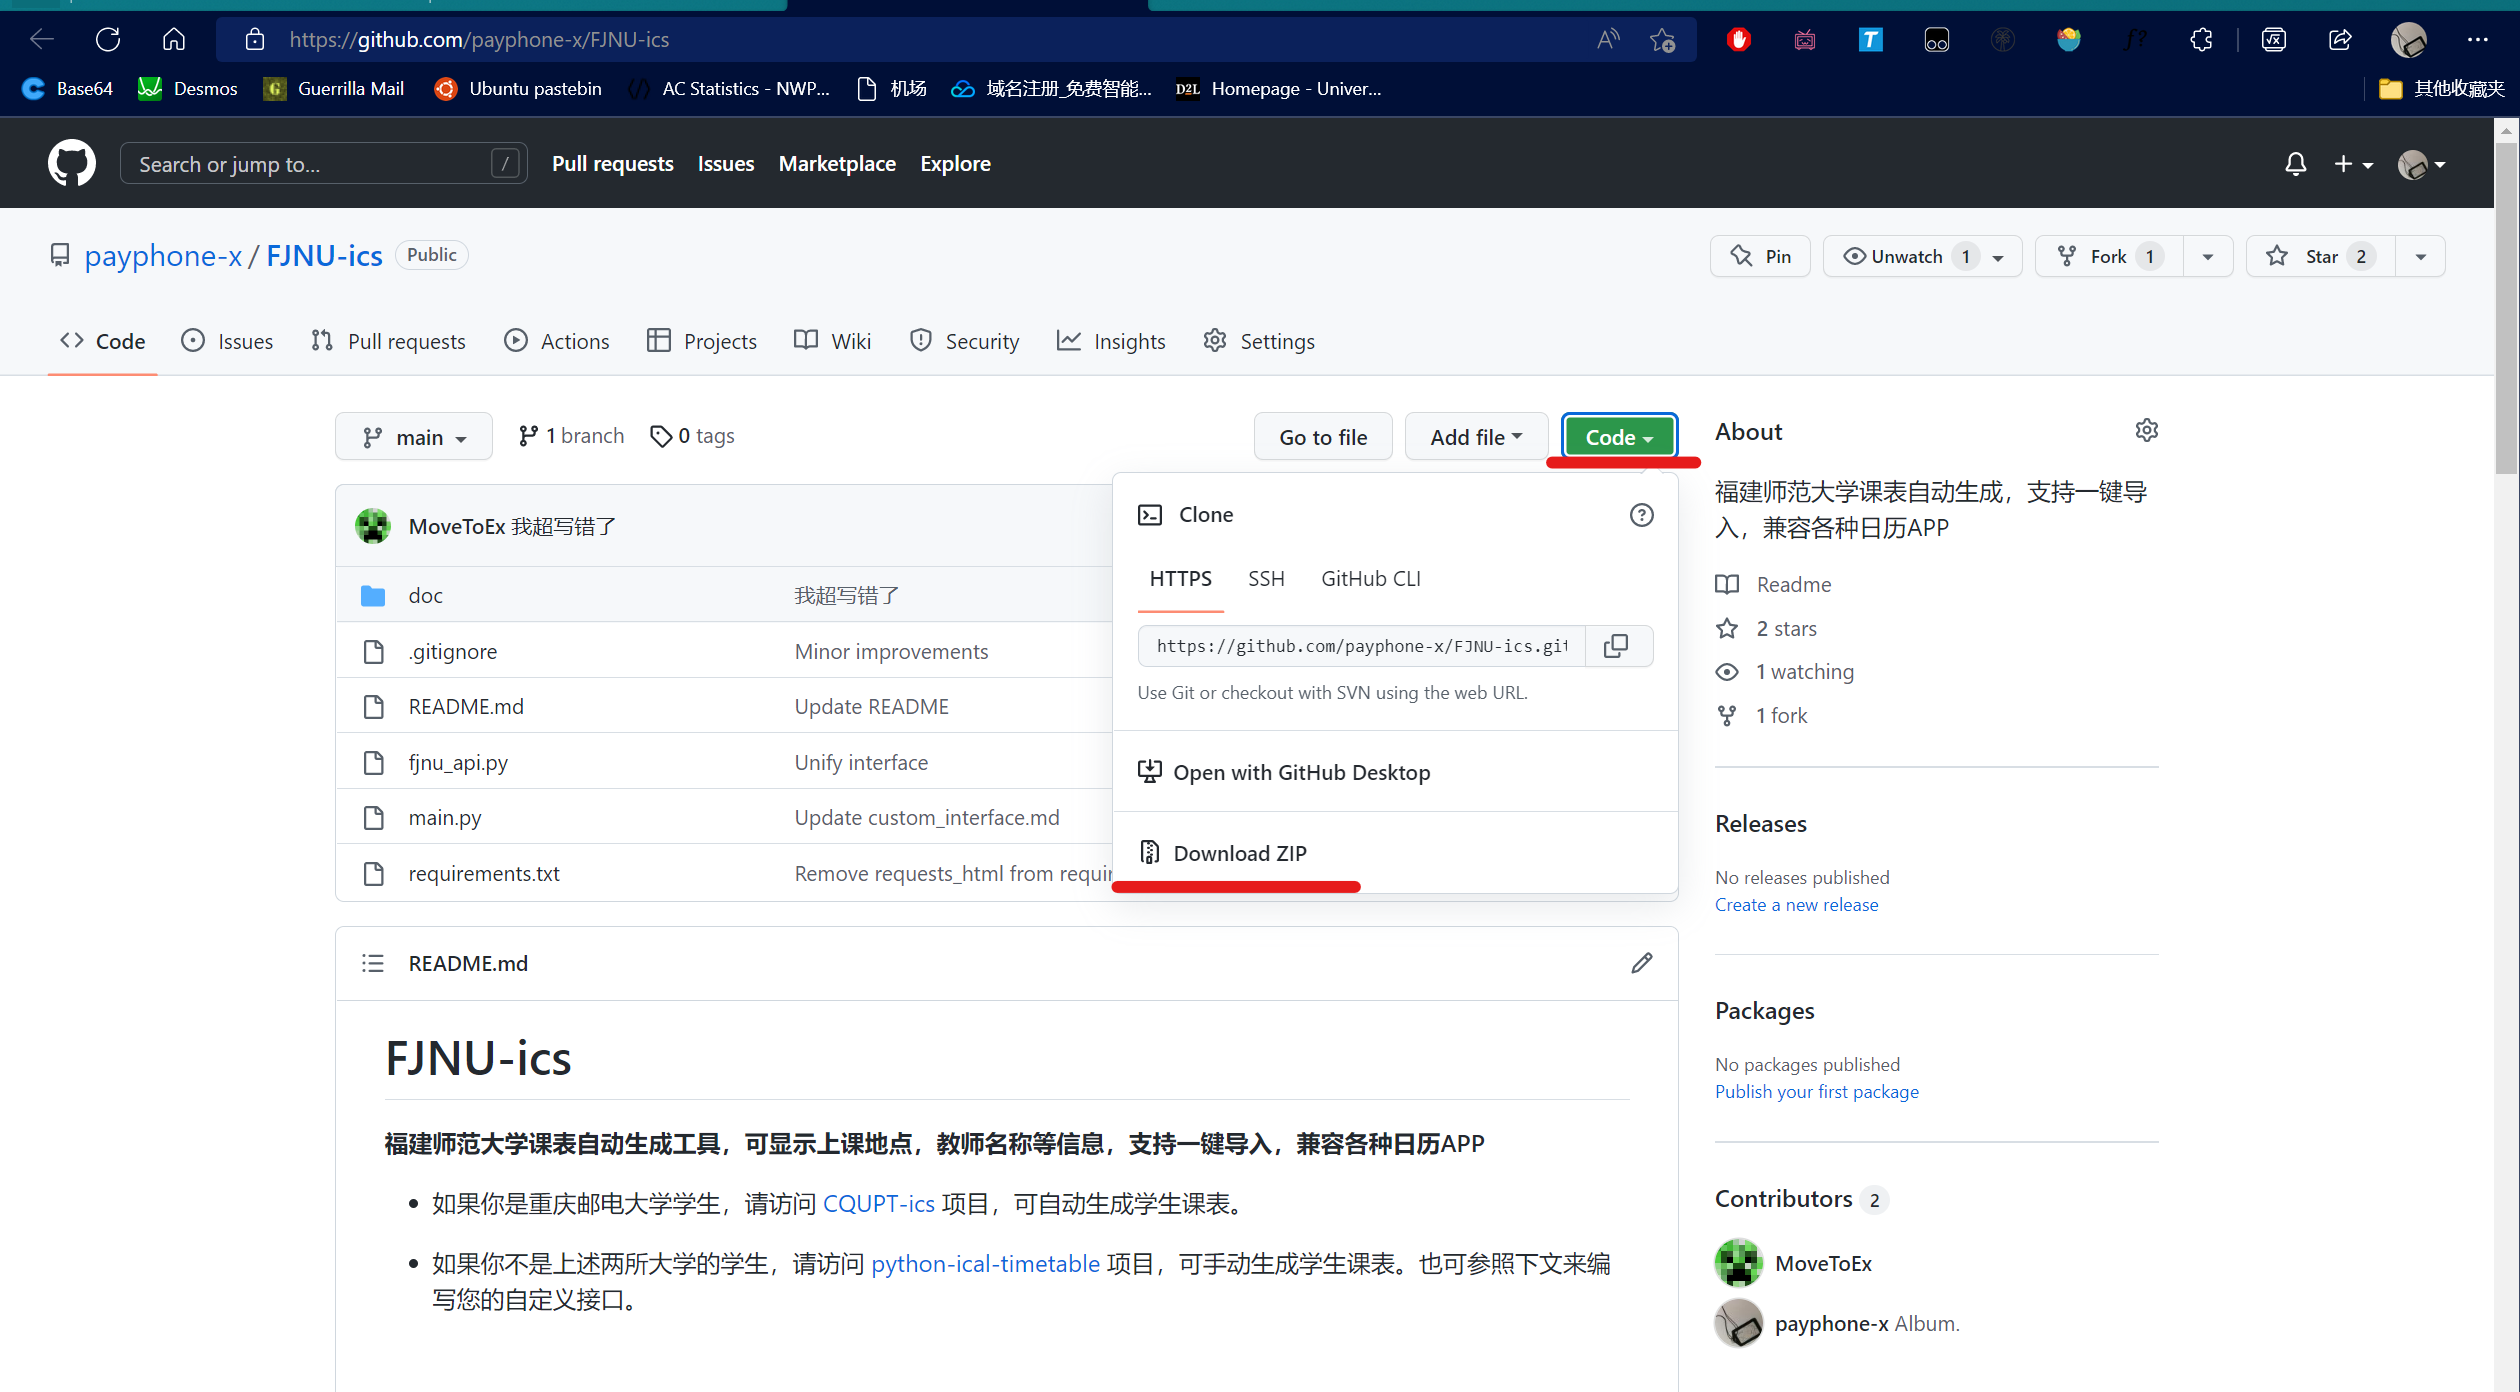 https://github.com/payphone-x/FJNU-ics
Base64
Desmos
Guerrilla Mail
Ubuntu pastebin
AC Statistics - NWP...
机场
域名注册_免费智能...
D2L
Homepage - Univer...
其他收藏夹
Search or jump to...
/
Pull requests
Issues
Marketplace
Explore
payphone-x / FJNU-ics
Public
Pin
Unwatch 1
Fork 1
Star 2
Code
Issues
Pull requests
Actions
Projects
Wiki
Security
Insights
Settings
main
1 branch
0 tags
Go to file
Add file
Code
MoveToEx 我超写错了
doc 我超写错了
.gitignore Minor improvements
README.md Update README
fjnu_api.py Unify interface
main.py Update custom_interface.md
requirements.txt Remove requests_html from requir
Clone
HTTPS
SSH
GitHub CLI
https://github.com/payphone-x/FJNU-ics.git
Use Git or checkout with SVN using the web URL.
Open with GitHub Desktop
Download ZIP
README.md
FJNU-ics
福建师范大学课表自动生成工具，可显示上课地点，教师名称等信息，支持一键导入，兼容各种日历APP
如果你是重庆邮电大学学生，请访问 CQUPT-ics 项目，可自动生成学生课表。
如果你不是上述两所大学的学生，请访问 python-ical-timetable 项目，可手动生成学生课表。也可参照下文来编
写您的自定义接口。
About
福建师范大学课表自动生成，支持一键导
入，兼容各种日历APP
Readme
2 stars
1 watching
1 fork
Releases
No releases published
Create a new release
Packages
No packages published
Publish your first package
Contributors 2
MoveToEx
payphone-x Album.